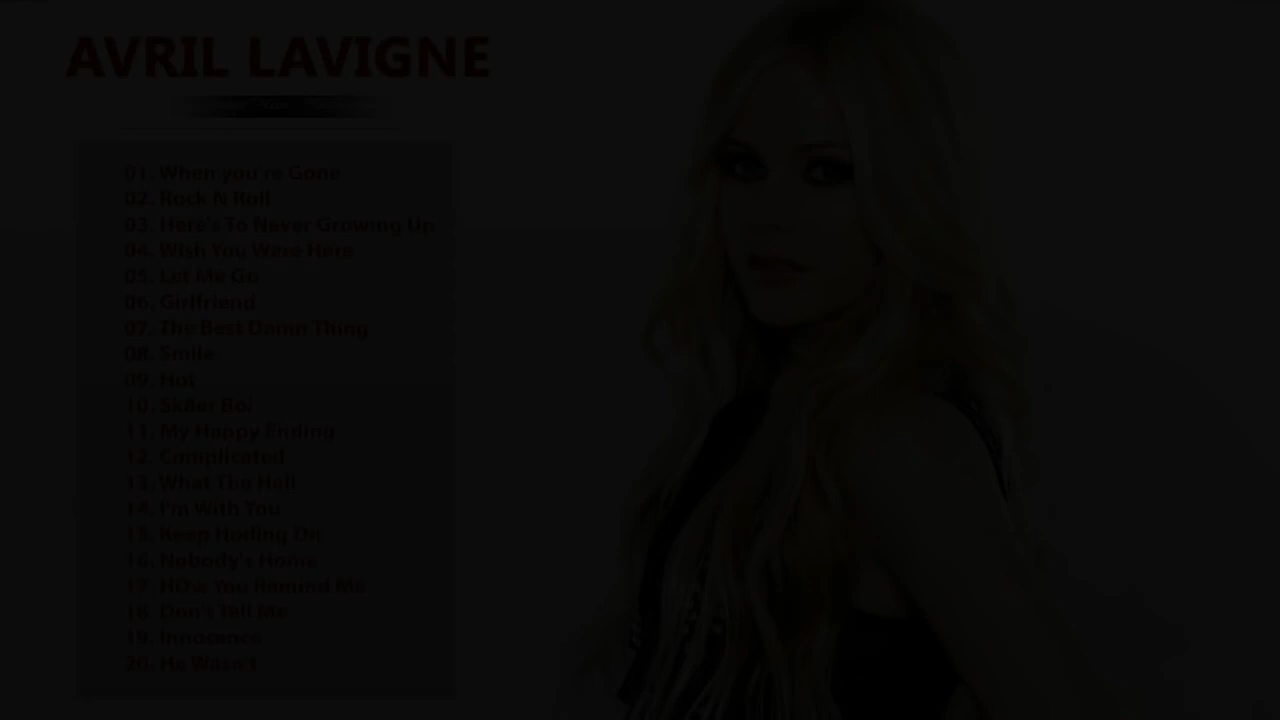 AVRIL LAVIGNE
01. When you're Gone
02. Rock N Roll
03. Here's To Never Growing Up
04. Wish You Were Here
05. Let Me Go
06. Girlfriend
07. The Best Damn Thing
08. Smile
09. Hot
10. Sk8er Boi
11. My Happy Ending
12. Complicated
13. What The Hell
14. I'm With You
15. Keep Hoding On
16. Nobody's Home
17. HOw You Remind Me
18. Don't Tell Me
19. Innocence
20. He Wasn't